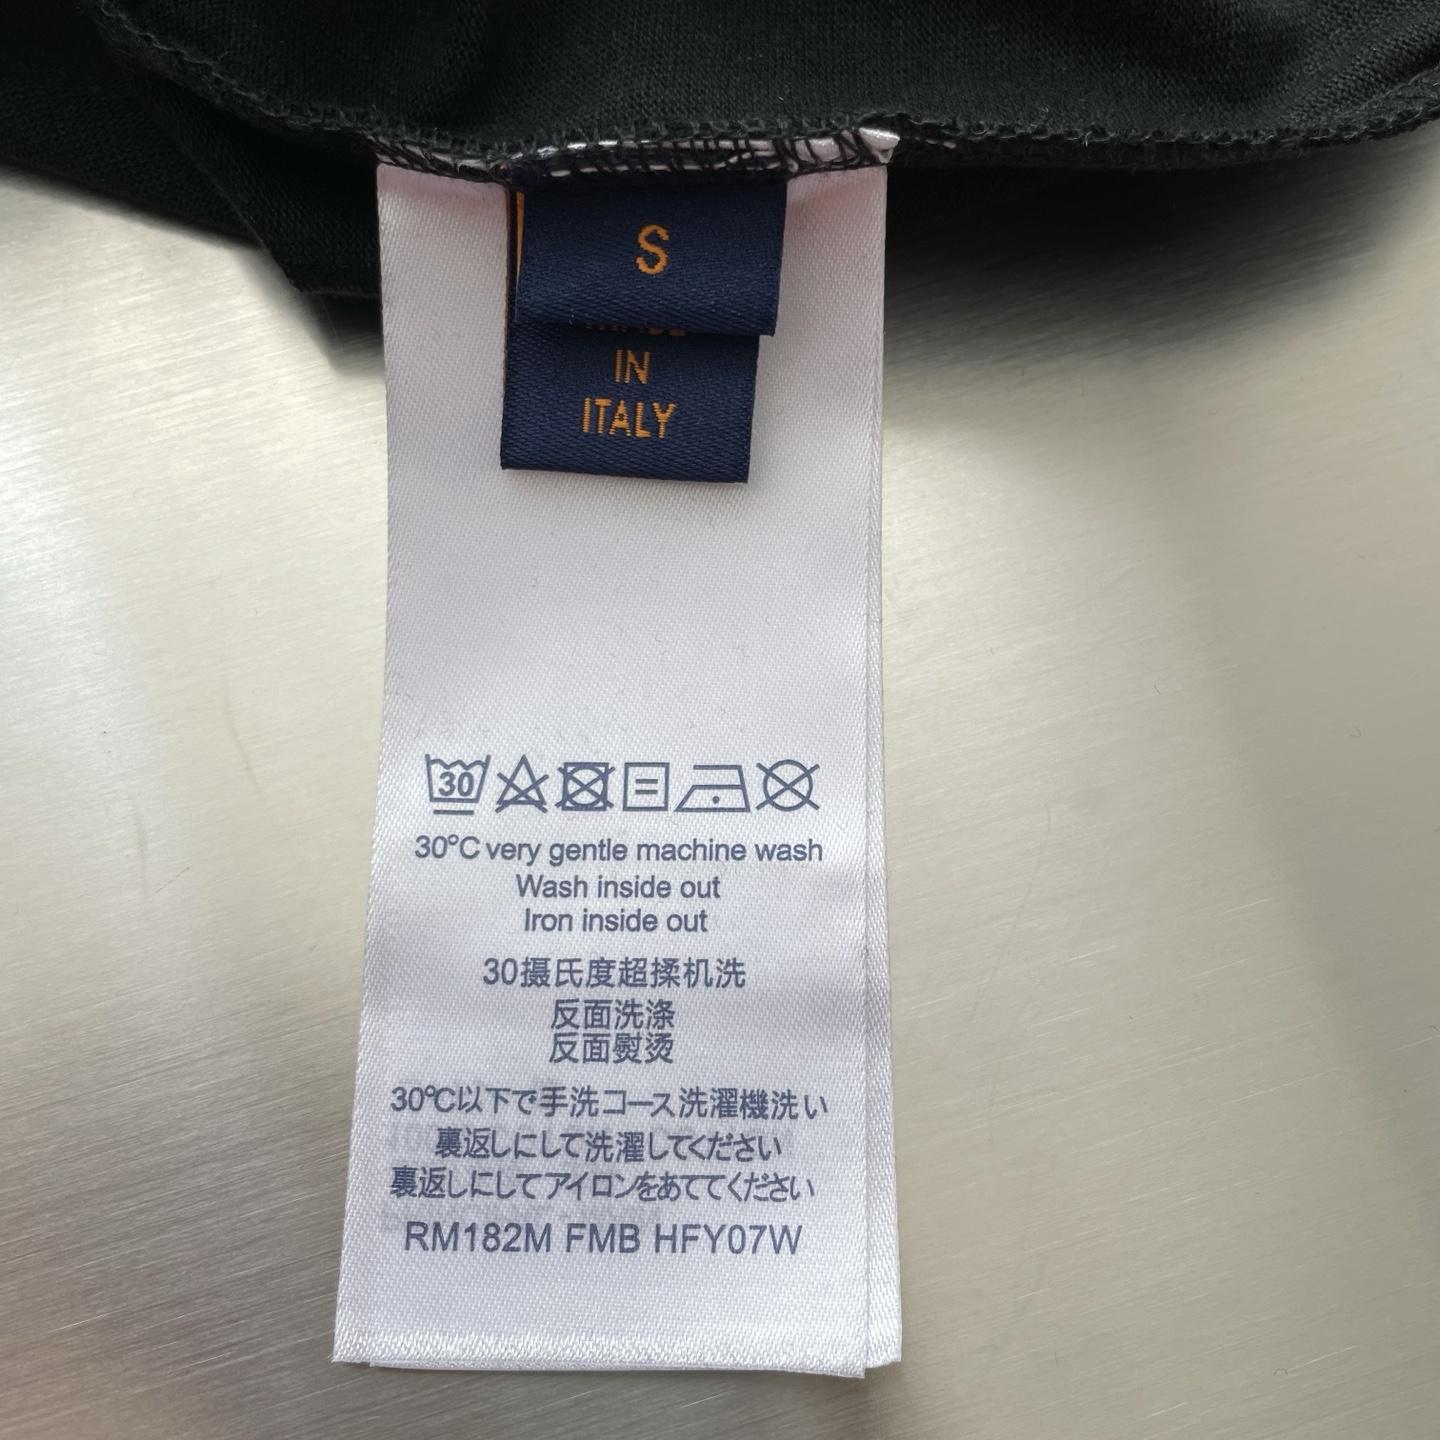 S
MADE
IN
ITALY
30
30°C very gentle machine wash
Wash inside out
Iron inside out
30摄氏度超揉机洗
反面洗涤
反面熨烫
30℃以下で手洗コース洗濯機洗い
裏返しにして洗濯してください
裏返しにしてアイロンをあててください
RM182M FMB HFY07W